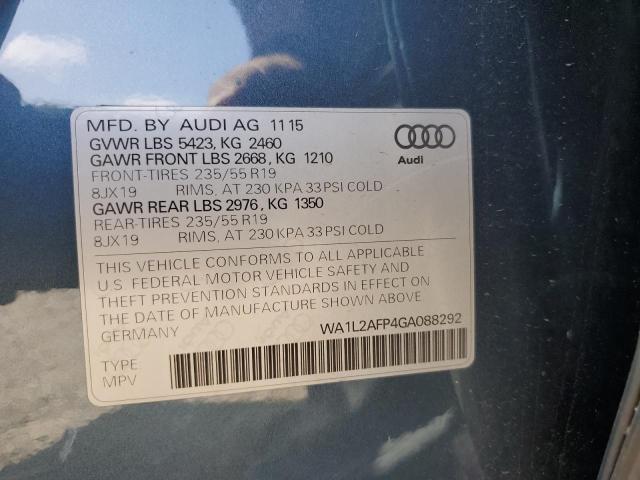 MFD. BY AUDI AG 11 15
GVWR LBS 5423, KG 2460
GAWR FRONT LBS 2668, KG 1210
FRONT-TIRES 235/55 R19
8JX19 RIMS, AT 230 KPA 33 PSI COLD
GAWR REAR LBS 2976, KG 1350
REAR-TIRES 235/55 R19
8JX19 RIMS, AT 230 KPA 33 PSI COLD
Audi
THIS VEHICLE CONFORMS TO ALL APPLICABLE
U.S. FEDERAL MOTOR VEHICLE SAFETY AND
THEFT PREVENTION STANDARDS IN EFFECT ON
THE DATE OF MANUFACTURE SHOWN ABOVE.
GERMANY WA1L2AFP4GA088292
TYPE
MPV